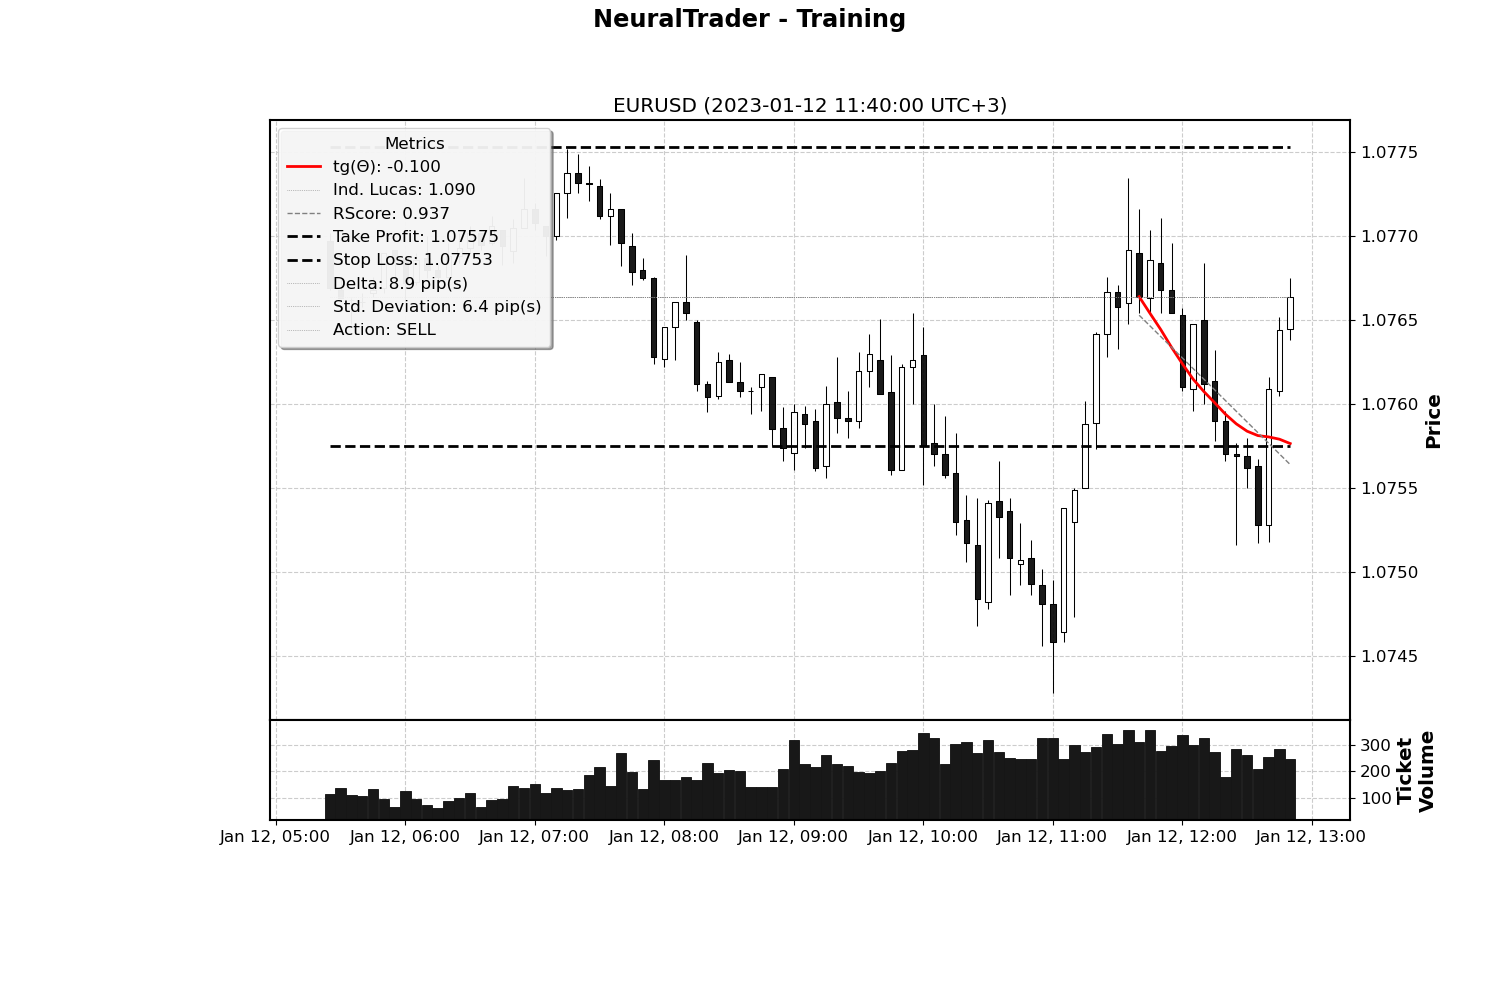 NeuralTrader - Training
EURUSD (2023-01-12 11:40:00 UTC+3)
Metrics
tg(Θ): -0.100
Ind. Lucas: 1.090
RScore: 0.937
Take Profit: 1.07575
Stop Loss: 1.07753
Delta: 8.9 pip(s)
Std. Deviation: 6.4 pip(s)
Action: SELL
1.0775
1.0770
1.0765
1.0760
1.0755
1.0750
1.0745
Price
300
200
100
Ticket
Volume
Jan 12, 05:00 Jan 12, 06:00 Jan 12, 07:00 Jan 12, 08:00 Jan 12, 09:00 Jan 12, 10:00 Jan 12, 11:00 Jan 12, 12:00 Jan 12, 13:00